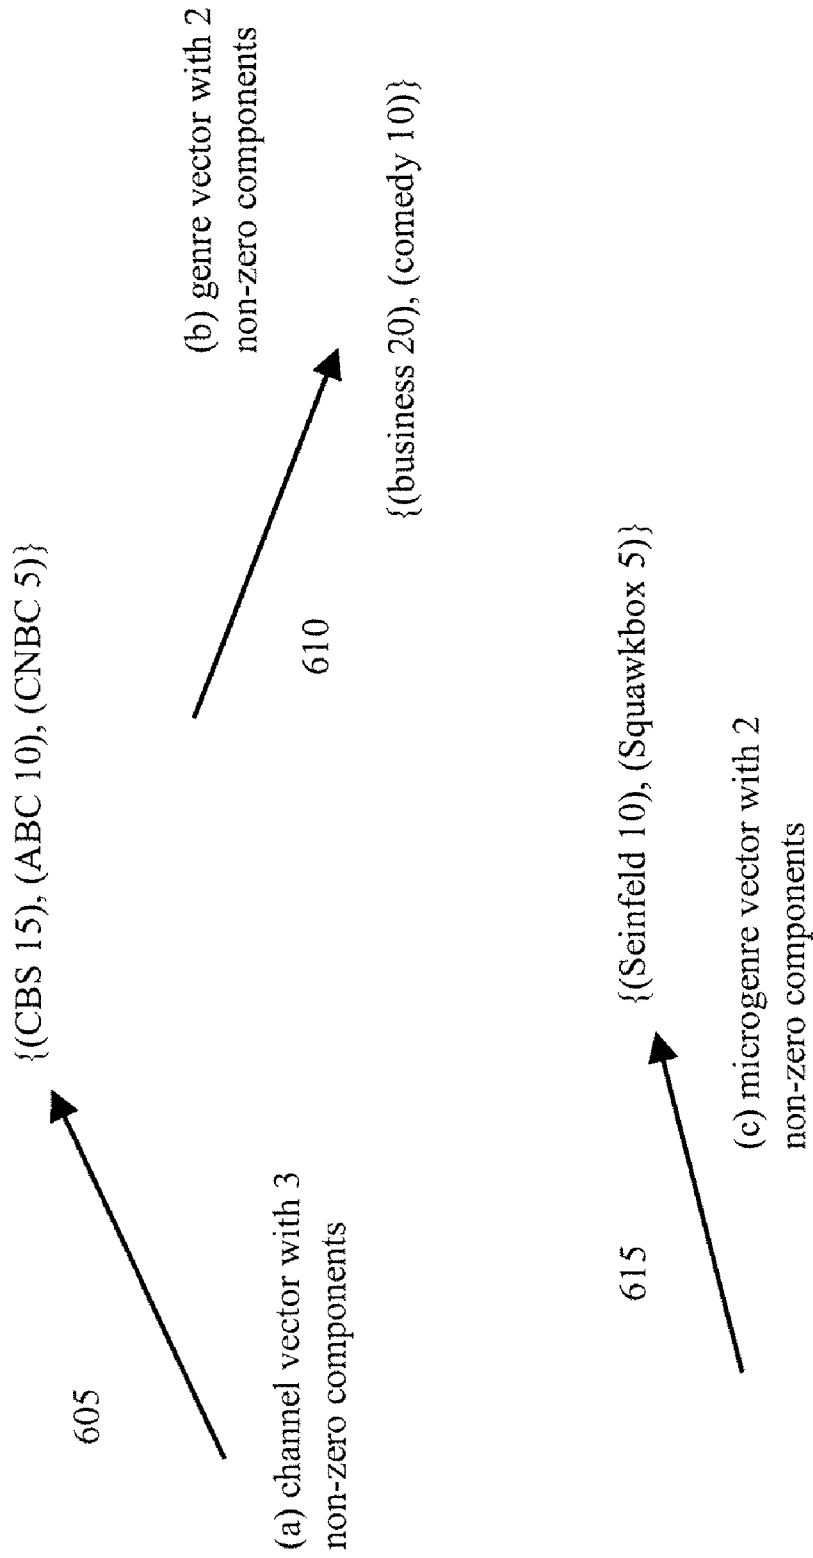 {(CBS 15), (ABC 10), (CNBC 5)}
605
(a) channel vector with 3
non-zero components
(b) genre vector with 2
non-zero components
610
{(business 20), (comedy 10)}
{(Seinfeld 10), (Squawkbox 5)}
615
(c) microgenre vector with 2
non-zero components